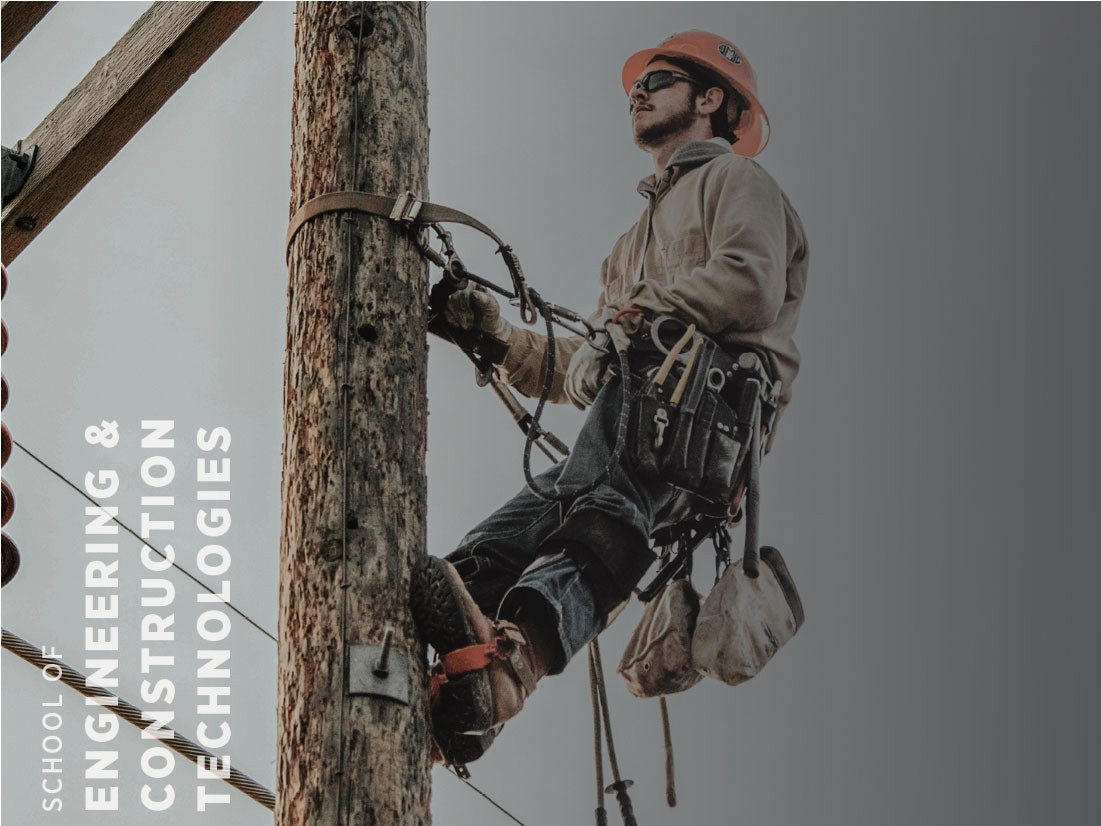 SCHOOL OF
ENGINEERING &
CONSTRUCTION
TECHNOLOGIES